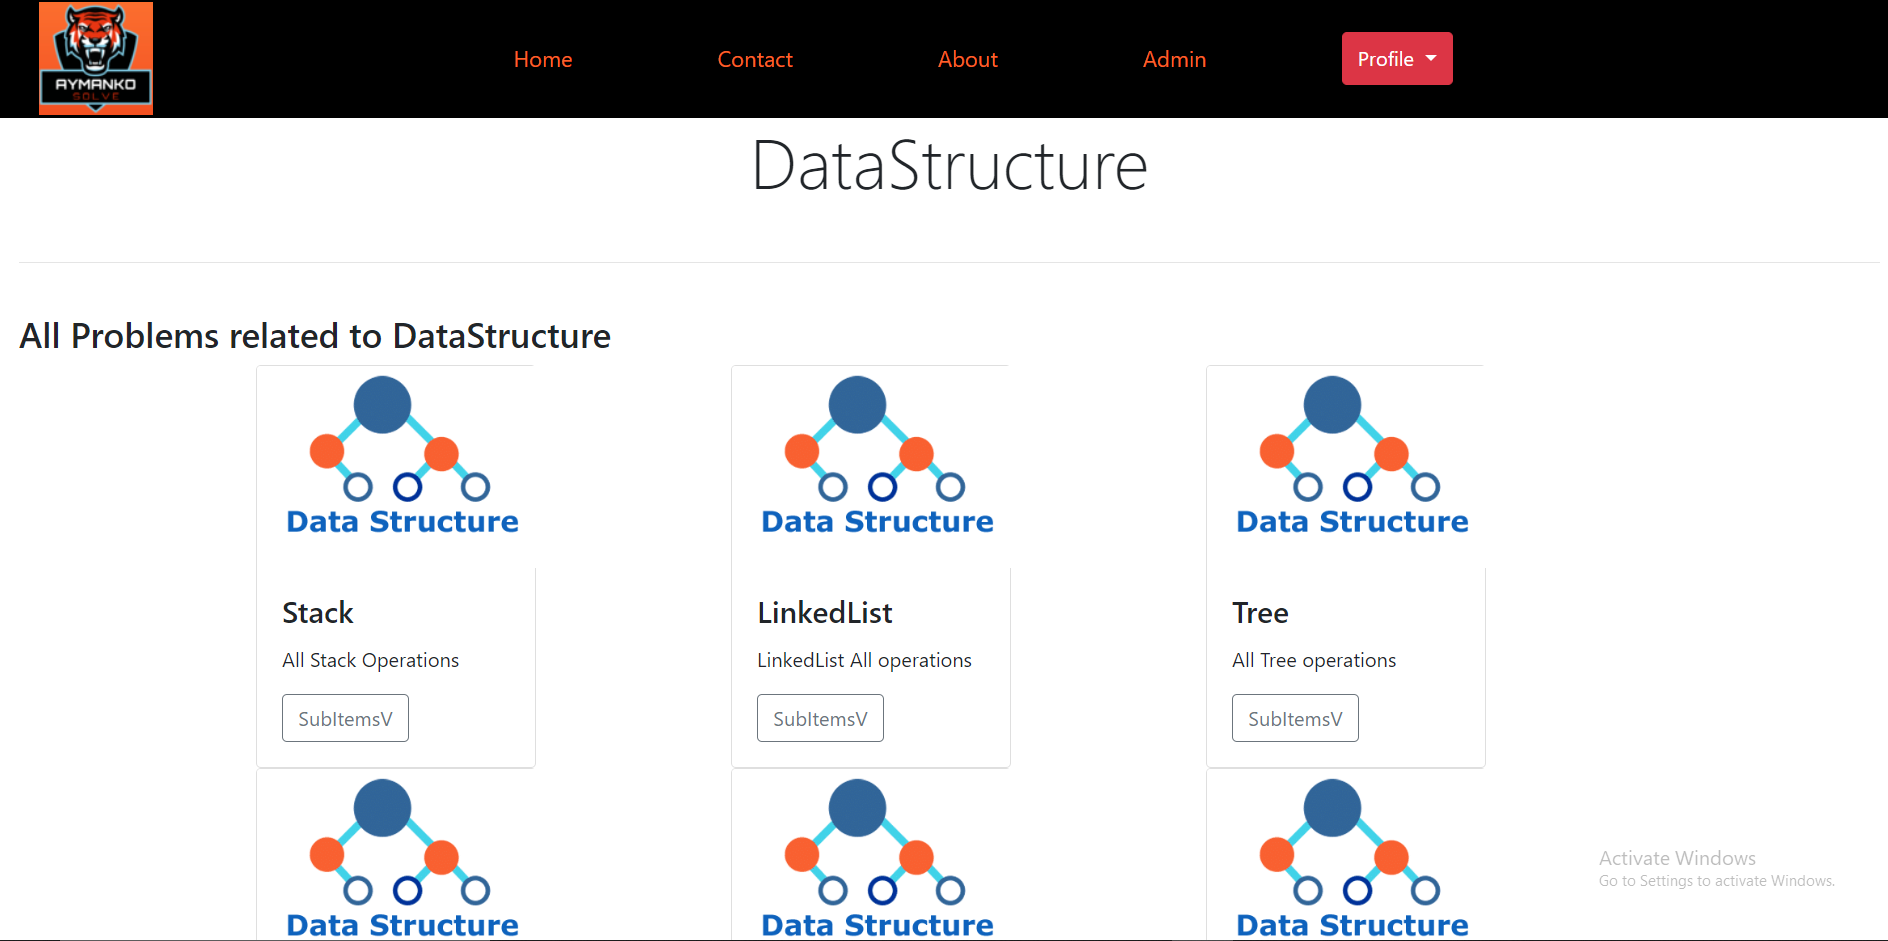 AYMANKO
SOLVE
Home Contact About Admin Profile
DataStructure
All Problems related to DataStructure
Data Structure Data Structure Data Structure
Stack LinkedList Tree
All Stack Operations LinkedList All operations All Tree operations
SubItemsV SubItemsV SubItemsV
Activate Windows
Go to Settings to activate Windows.
Data Structure Data Structure Data Structure